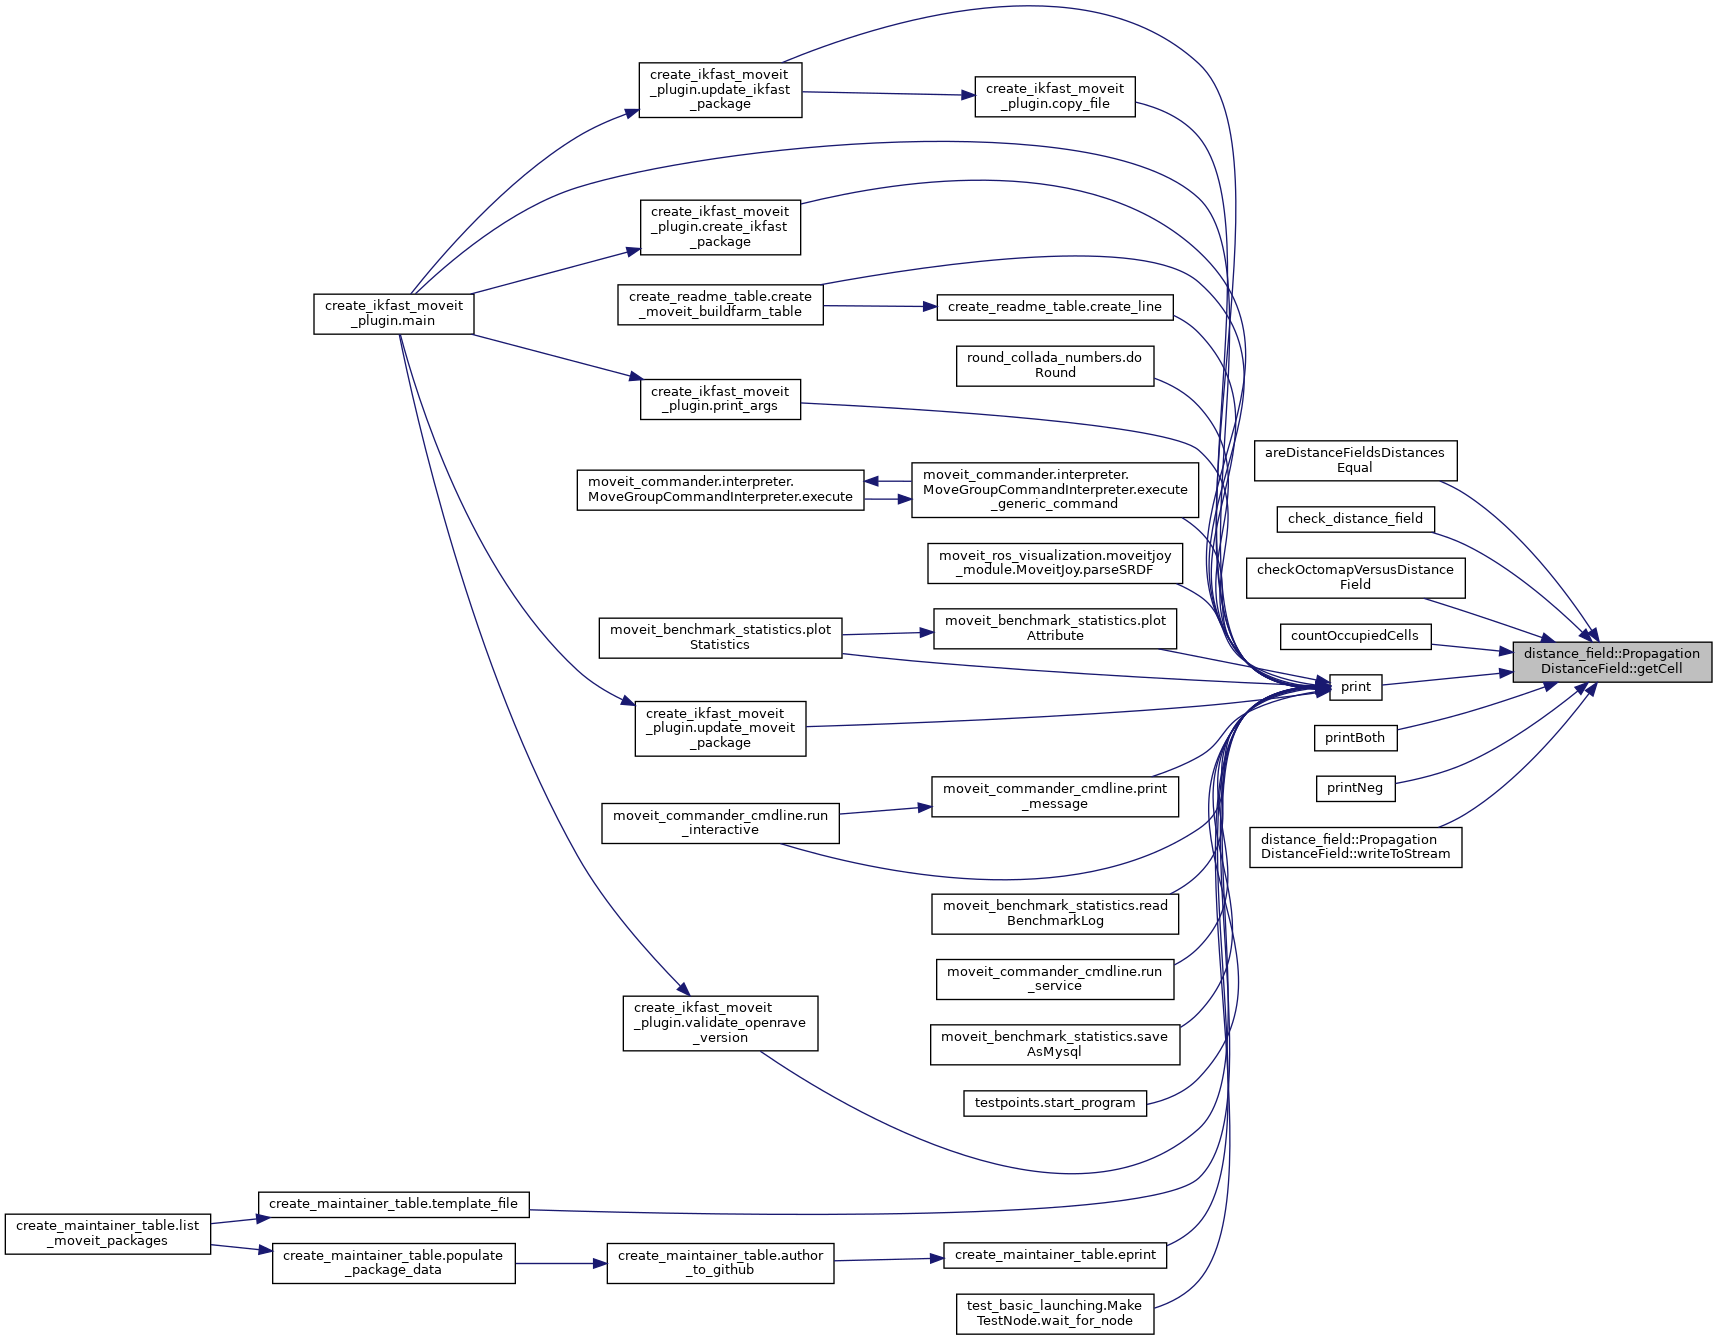 create_ikfast_moveit
_plugin.update_ikfast
_package
create_ikfast_moveit
_plugin.copy_file
create_ikfast_moveit
_plugin.create_ikfast
_package
create_readme_table.create
_moveit_buildfarm_table
create_readme_table.create_line
create_ikfast_moveit
_plugin.main
round_collada_numbers.do
Round
create_ikfast_moveit
_plugin.print_args
moveit_commander.interpreter.
MoveGroupCommandInterpreter.execute
moveit_commander.interpreter.
MoveGroupCommandInterpreter.execute
_generic_command
areDistanceFieldsDistances
Equal
check_distance_field
moveit_ros_visualization.moveitjoy
_module.MoveitJoy.parseSRDF
checkOctomapVersusDistance
Field
moveit_benchmark_statistics.plot
Statistics
moveit_benchmark_statistics.plot
Attribute
countOccupiedCells
distance_field::Propagation
DistanceField::getCell
print
create_ikfast_moveit
_plugin.update_moveit
_package
printBoth
printNeg
moveit_commander_cmdline.run
_interactive
moveit_commander_cmdline.print
_message
distance_field::Propagation
DistanceField::writeToStream
moveit_benchmark_statistics.read
BenchmarkLog
moveit_commander_cmdline.run
_service
create_ikfast_moveit
_plugin.validate_openrave
_version
moveit_benchmark_statistics.save
AsMysql
testpoints.start_program
create_maintainer_table.template_file
create_maintainer_table.list
_moveit_packages
create_maintainer_table.populate
_package_data
create_maintainer_table.author
_to_github
create_maintainer_table.eprint
test_basic_launching.Make
TestNode.wait_for_node